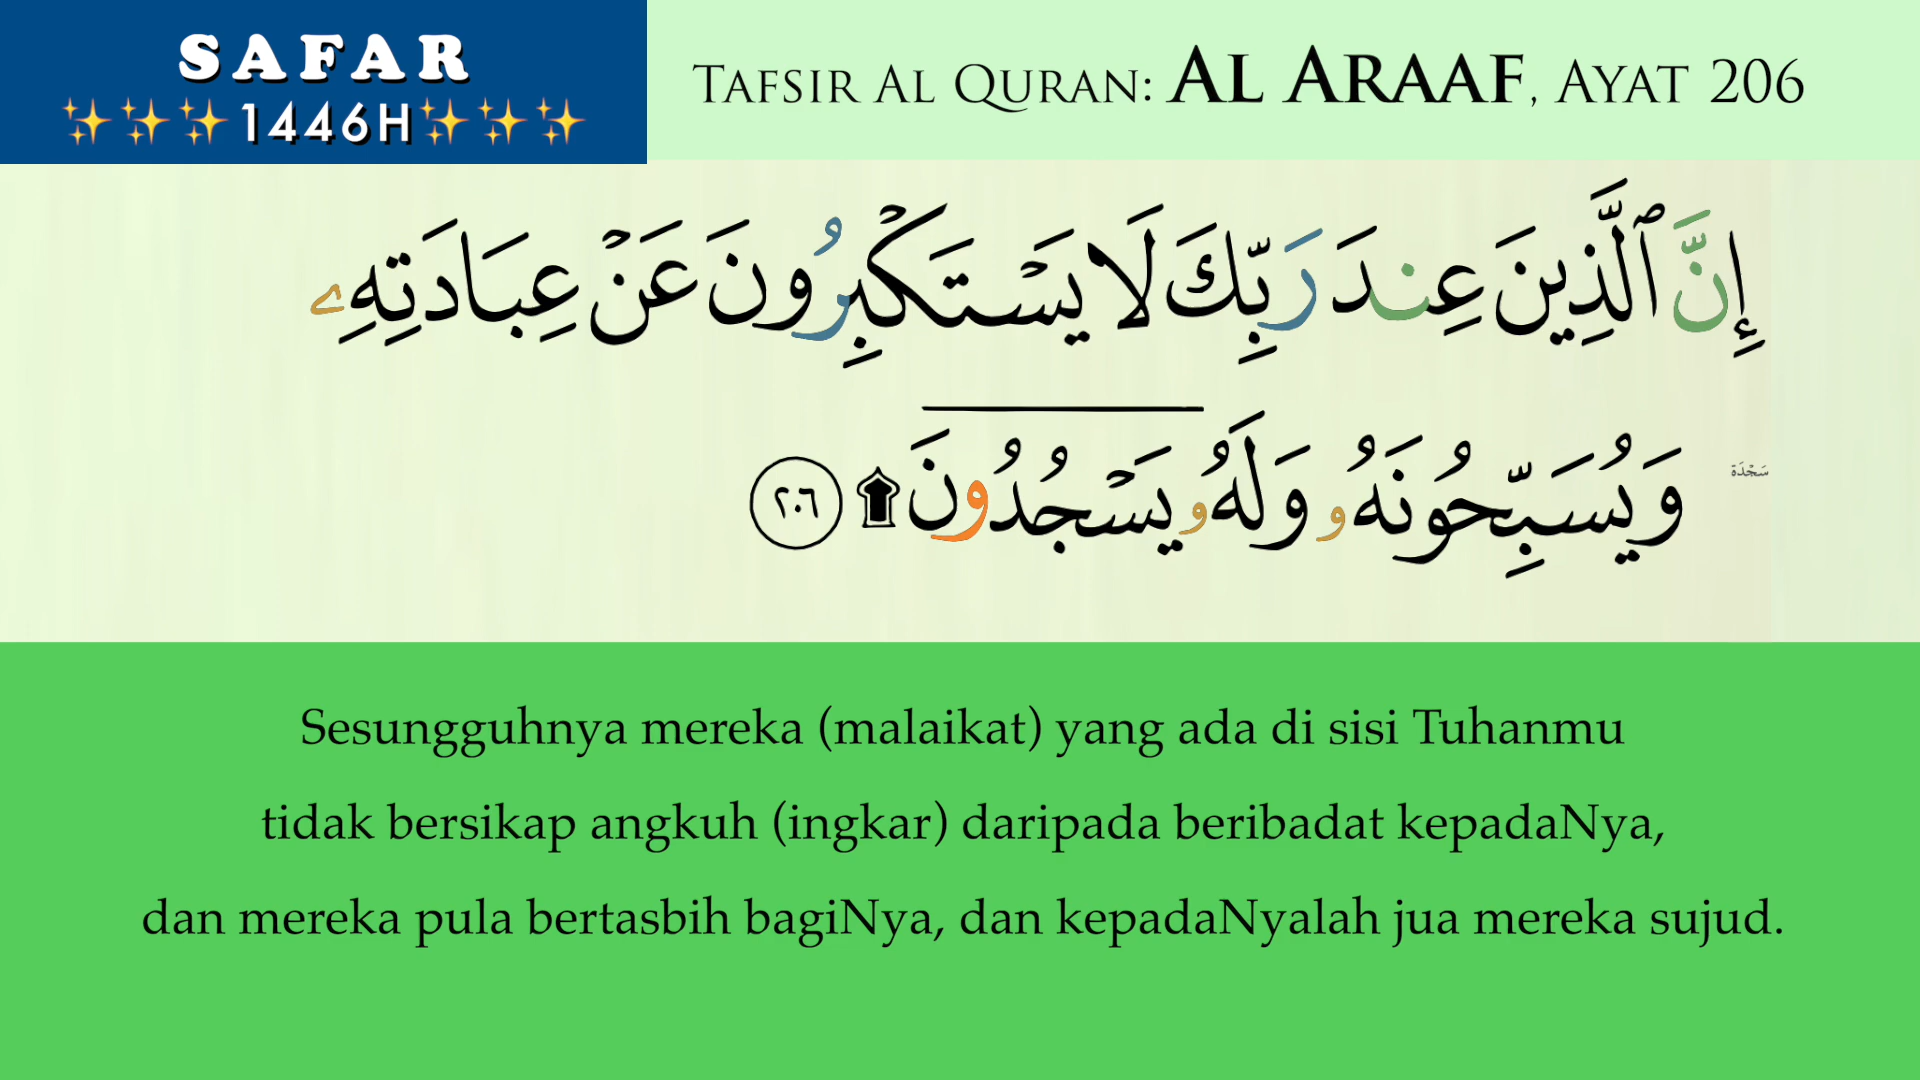 SAFAR
✨✨✨1446H✨✨✨
Tafsir Al Quran: Al Araaf, Ayat 206
إِنَّ ٱلَّذِينَ عِندَ رَبِّكَ لَا يَسۡتَكۡبِرُونَ عَنۡ عِبَادَتِهِۦ
وَيُسَبِّحُونَهُۥ وَلَهُۥ يَسۡجُدُونَ ۩ ٢٠٦
سَجْدَة
Sesungguhnya mereka (malaikat) yang ada di sisi Tuhanmu
tidak bersikap angkuh (ingkar) daripada beribadat kepadaNya,
dan mereka pula bertasbih bagiNya, dan kepadaNyalah jua mereka sujud.